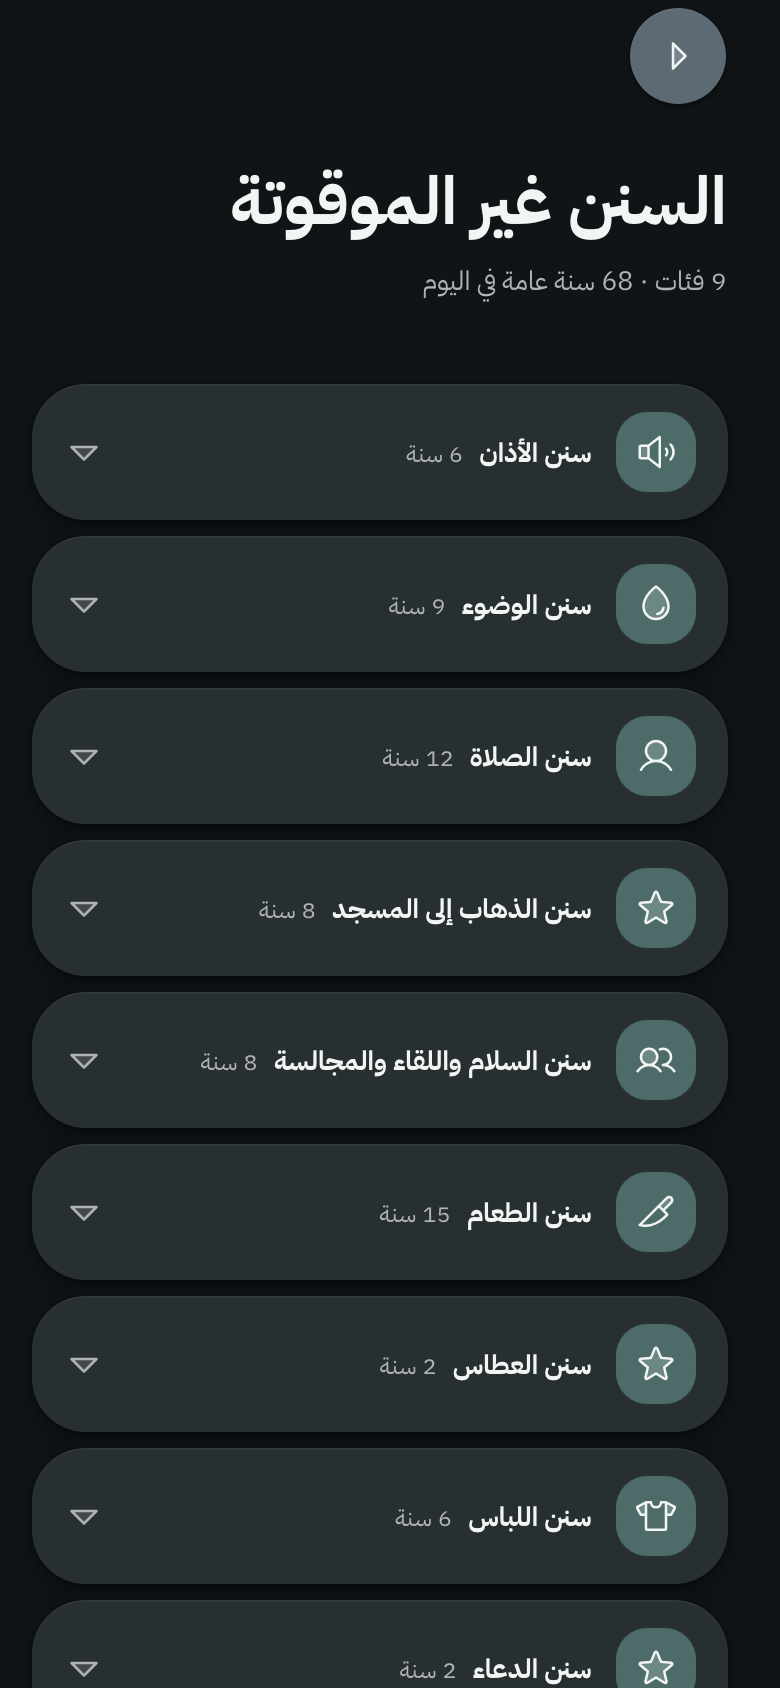 السنن غير الموقوتة
9 فئات · 68 سنة عامة في اليوم
سنن الأذان 6 سنة
سنن الوضوء 9 سنة
سنن الصلاة 12 سنة
سنن الذهاب إلى المسجد 8 سنة
سنن السلام واللقاء والمجالسة 8 سنة
سنن الطعام 15 سنة
سنن العطاس 2 سنة
سنن اللباس 6 سنة
سنن الدعاء 2 سنة